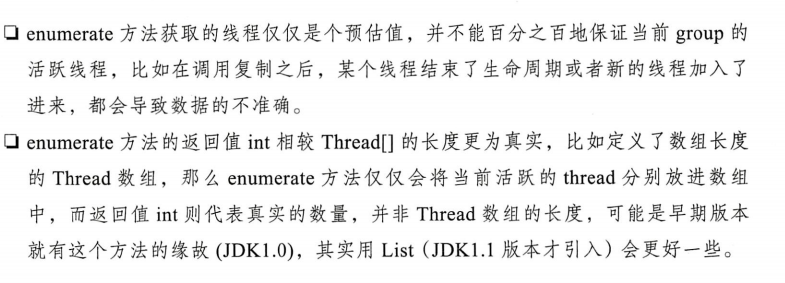 ❑ enumerate 方法获取的线程仅仅是个预估值，并不能百分之百地保证当前 group 的
活跃线程，比如在调用复制之后，某个线程结束了生命周期或者新的线程加入了
进来，都会导致数据的不准确。
❑ enumerate 方法的返回值 int 相较 Thread[] 的长度更为真实，比如定义了数组长度
的 Thread 数组，那么 enumerate 方法仅仅会将当前活跃的 thread 分别放进数组
中，而返回值 int 则代表真实的数量，并非 Thread 数组的长度，可能是早期版本
就有这个方法的缘故 (JDK1.0)，其实用 List（JDK1.1 版本才引入）会更好一些。